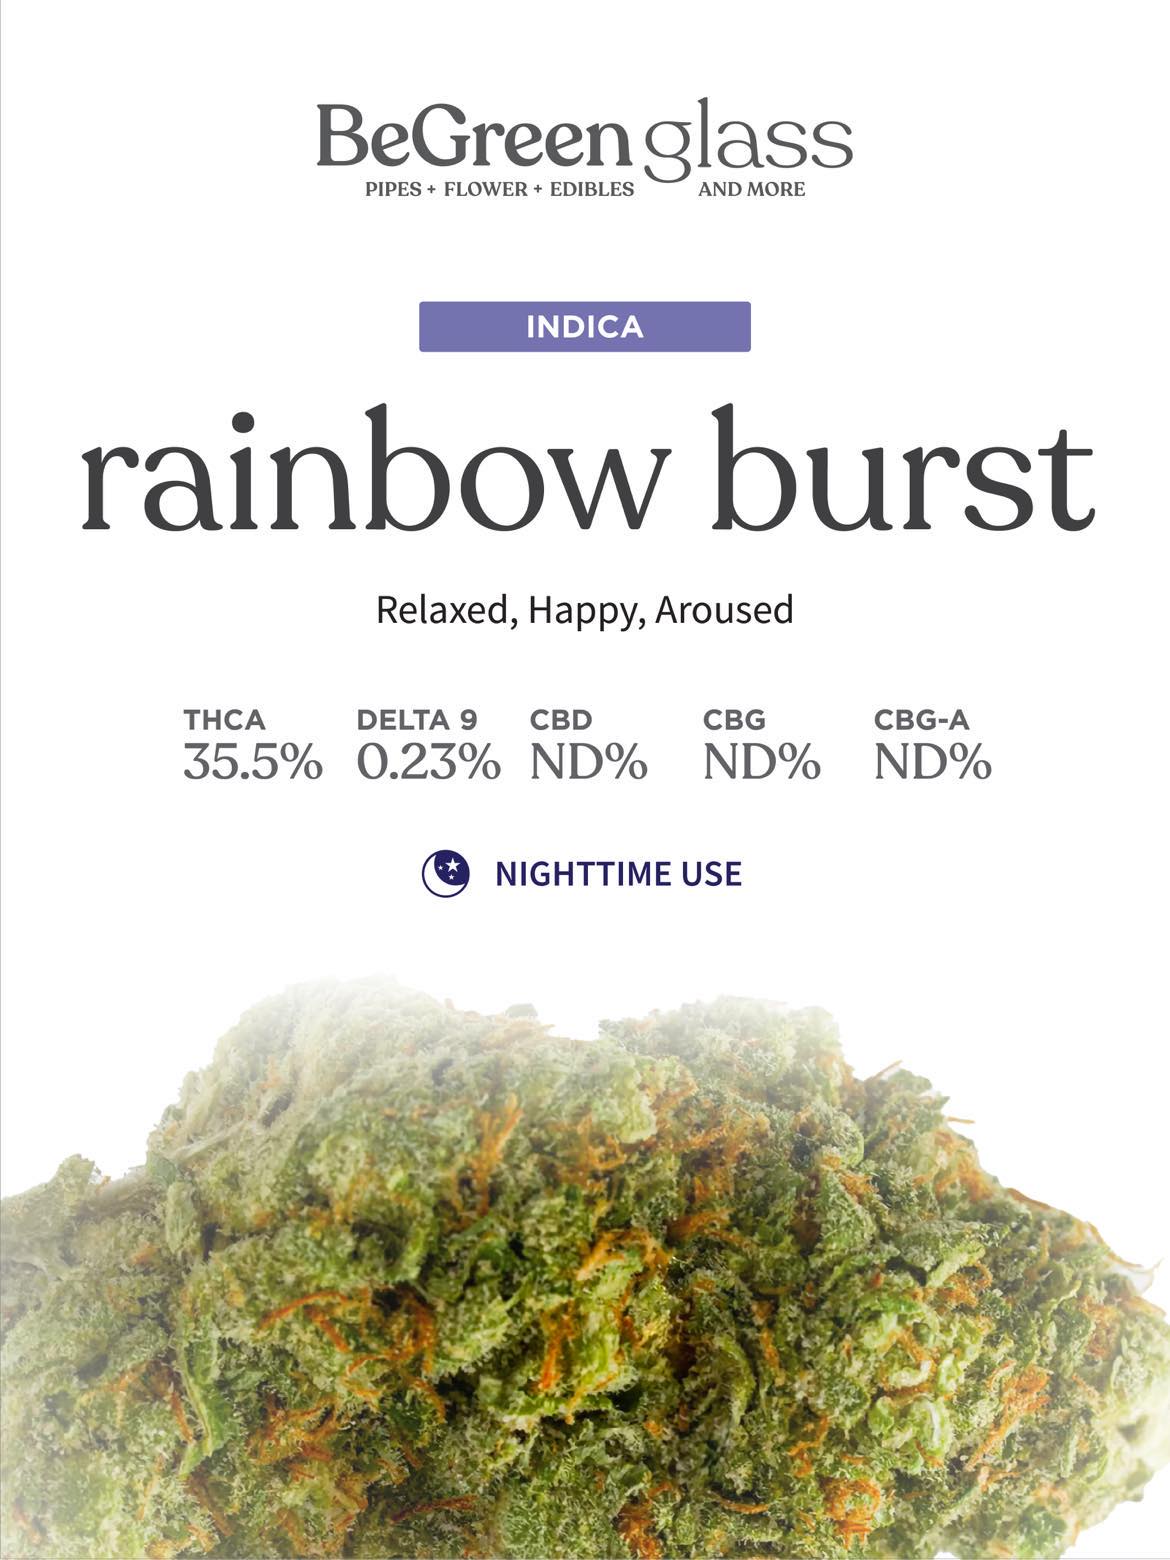 BeGreen glass
PIPES + FLOWER + EDIBLES AND MORE
INDICA
rainbow burst
Relaxed, Happy, Aroused
THCA DELTA 9 CBD CBG CBG-A
35.5% 0.23% ND% ND% ND%
NIGHTTIME USE